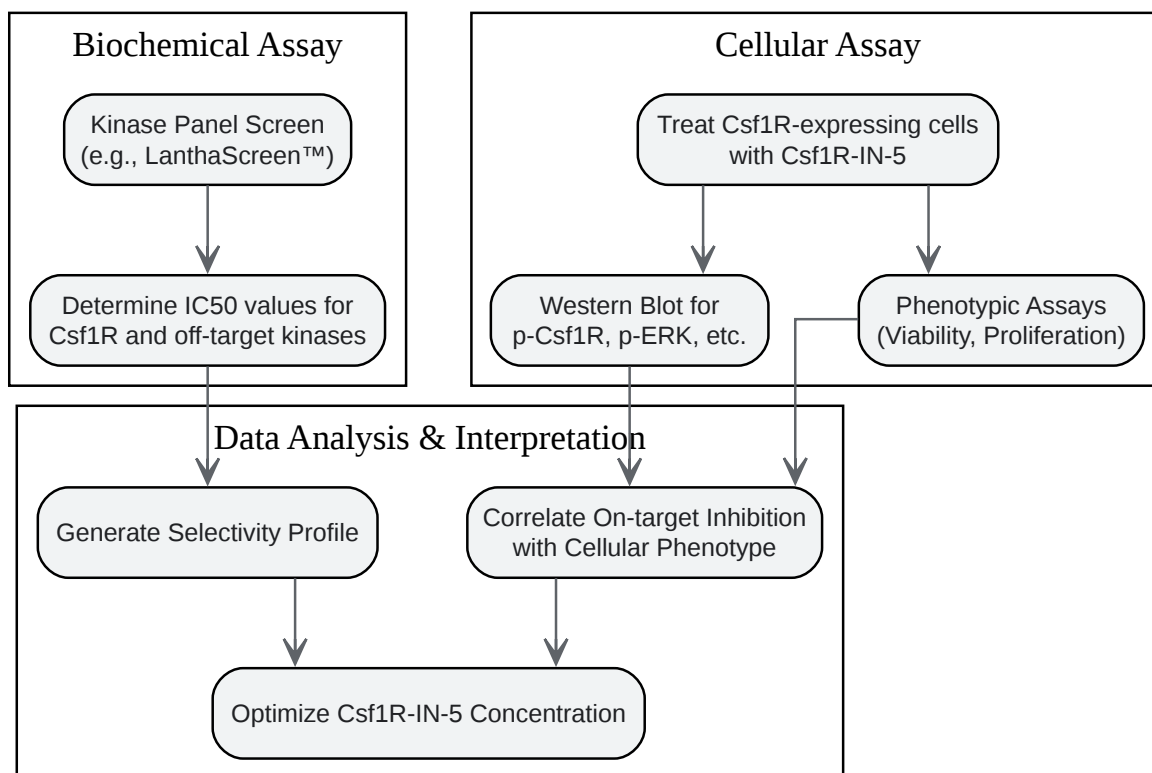 Biochemical Assay
Kinase Panel Screen
(e.g., LanthaScreen™)
Determine IC50 values for
Csf1R and off-target kinases
Cellular Assay
Treat Csf1R-expressing cells
with Csf1R-IN-5
Western Blot for
p-Csf1R, p-ERK, etc.
Phenotypic Assays
(Viability, Proliferation)
Data Analysis & Interpretation
Generate Selectivity Profile
Correlate On-target Inhibition
with Cellular Phenotype
Optimize Csf1R-IN-5 Concentration